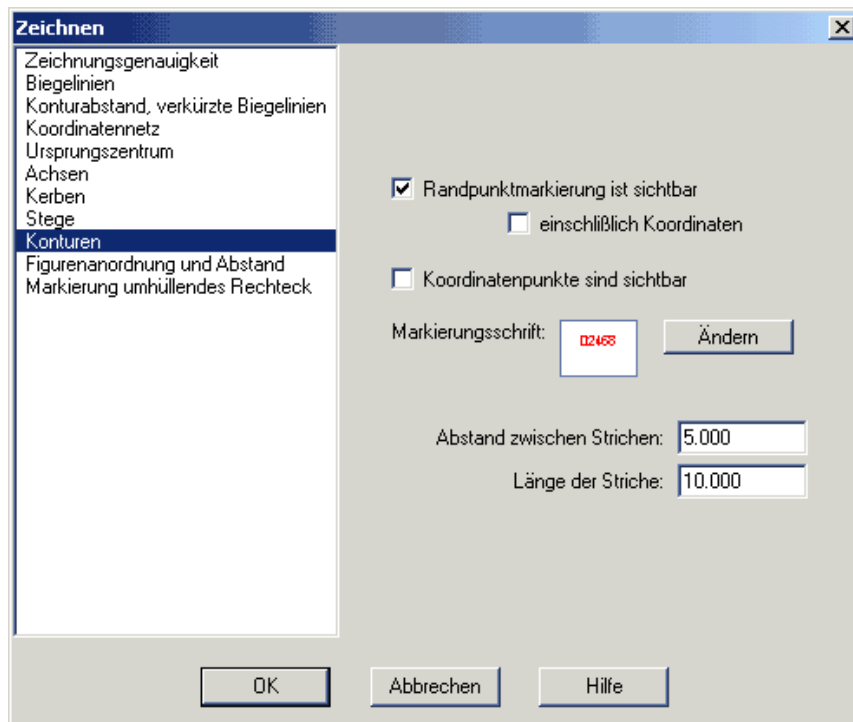 Zeichnen
Zeichnungsgenauigkeit
Biegelinien
Konturabstand, verkürzte Biegelinien
Koordinatennetz
Ursprungszentrum
Achsen
Kerben
Stege
Konturen
Figurenanordnung und Abstand
Markierung umhüllendes Rechteck
Randpunktmarkierung ist sichtbar
einschlißlich Koordinaten
Koordinatenpunkte sind sichtbar
Markierungsschrift: 02468 Ändern
Abstand zwischen Strichen: 5.000
Länge der Striche: 10.000
OK Abbrechen Hilfe